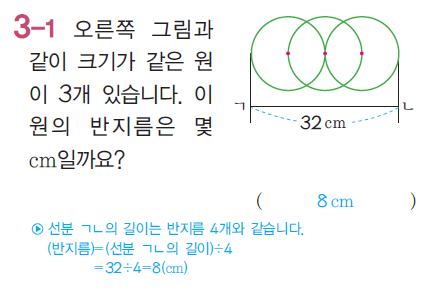 3-1 오른쪽 그림과
같이 크기가 같은 원
이 3개 있습니다. 이
원의 반지름은 몇
cm일까요?
ㄱ ㄴ
32 cm
( 8 cm )
▷ 선분 ㄱㄴ의 길이는 반지름 4개와 같습니다.
(반지름)=(선분 ㄱㄴ의 길이)÷4
=32÷4=8(cm)